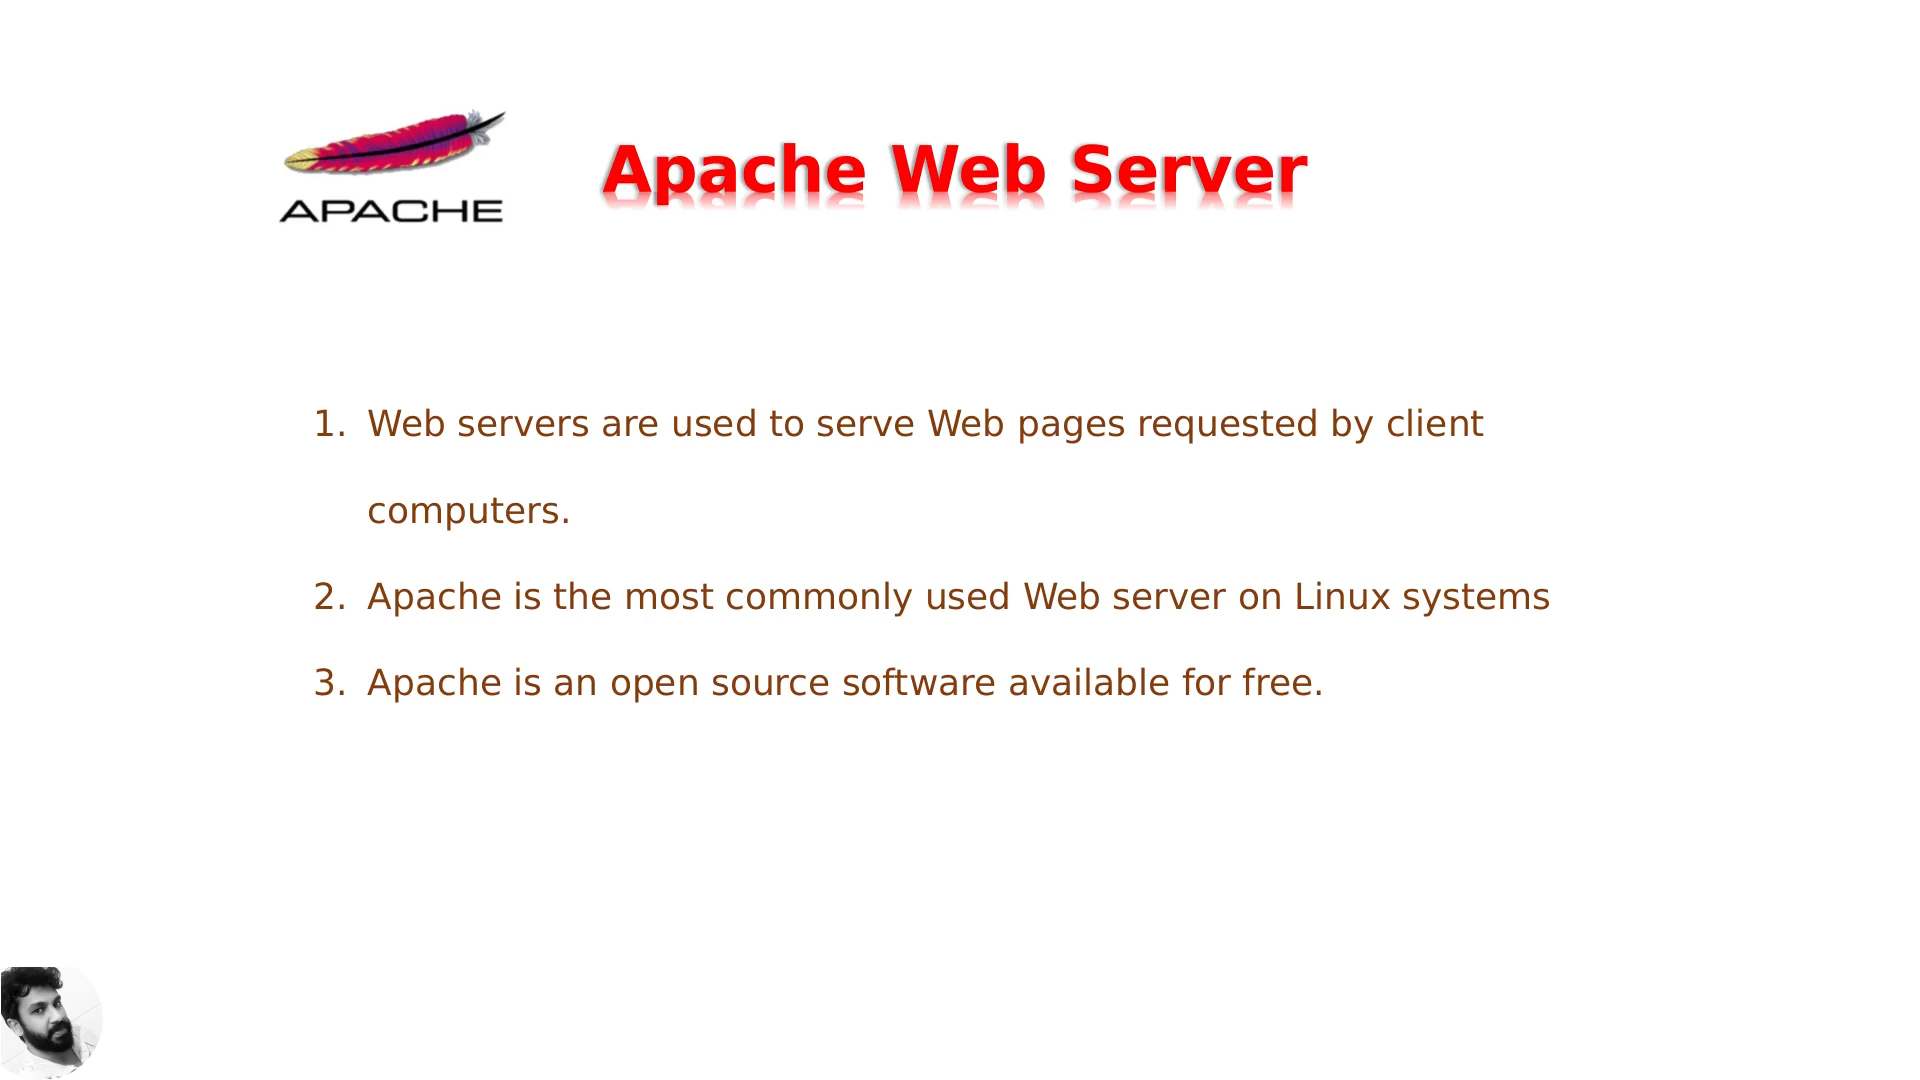 APACHE
Apache Web Server
1. Web servers are used to serve Web pages requested by client
computers.
2. Apache is the most commonly used Web server on Linux systems
3. Apache is an open source software available for free.